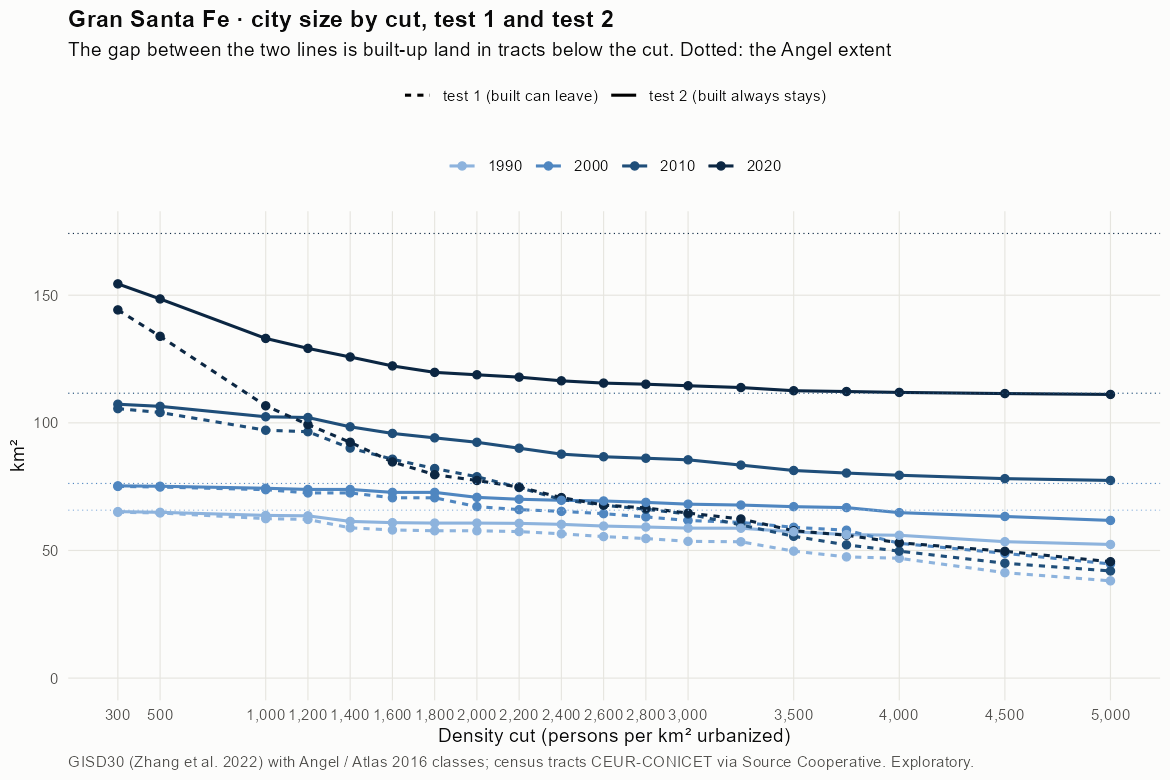 Gran Santa Fe · city size by cut, test 1 and test 2
The gap between the two lines is built-up land in tracts below the cut. Dotted: the Angel extent
test 1 (built can leave) test 2 (built always stays)
1990 2000 2010 2020
150
100
50
0
km²
300 500 1,000 1,200 1,400 1,600 1,800 2,000 2,200 2,400 2,600 2,800 3,000 3,500 4,000 4,500 5,000
Density cut (persons per km² urbanized)
GISD30 (Zhang et al. 2022) with Angel / Atlas 2016 classes; census tracts CEUR-CONICET via Source Cooperative. Exploratory.